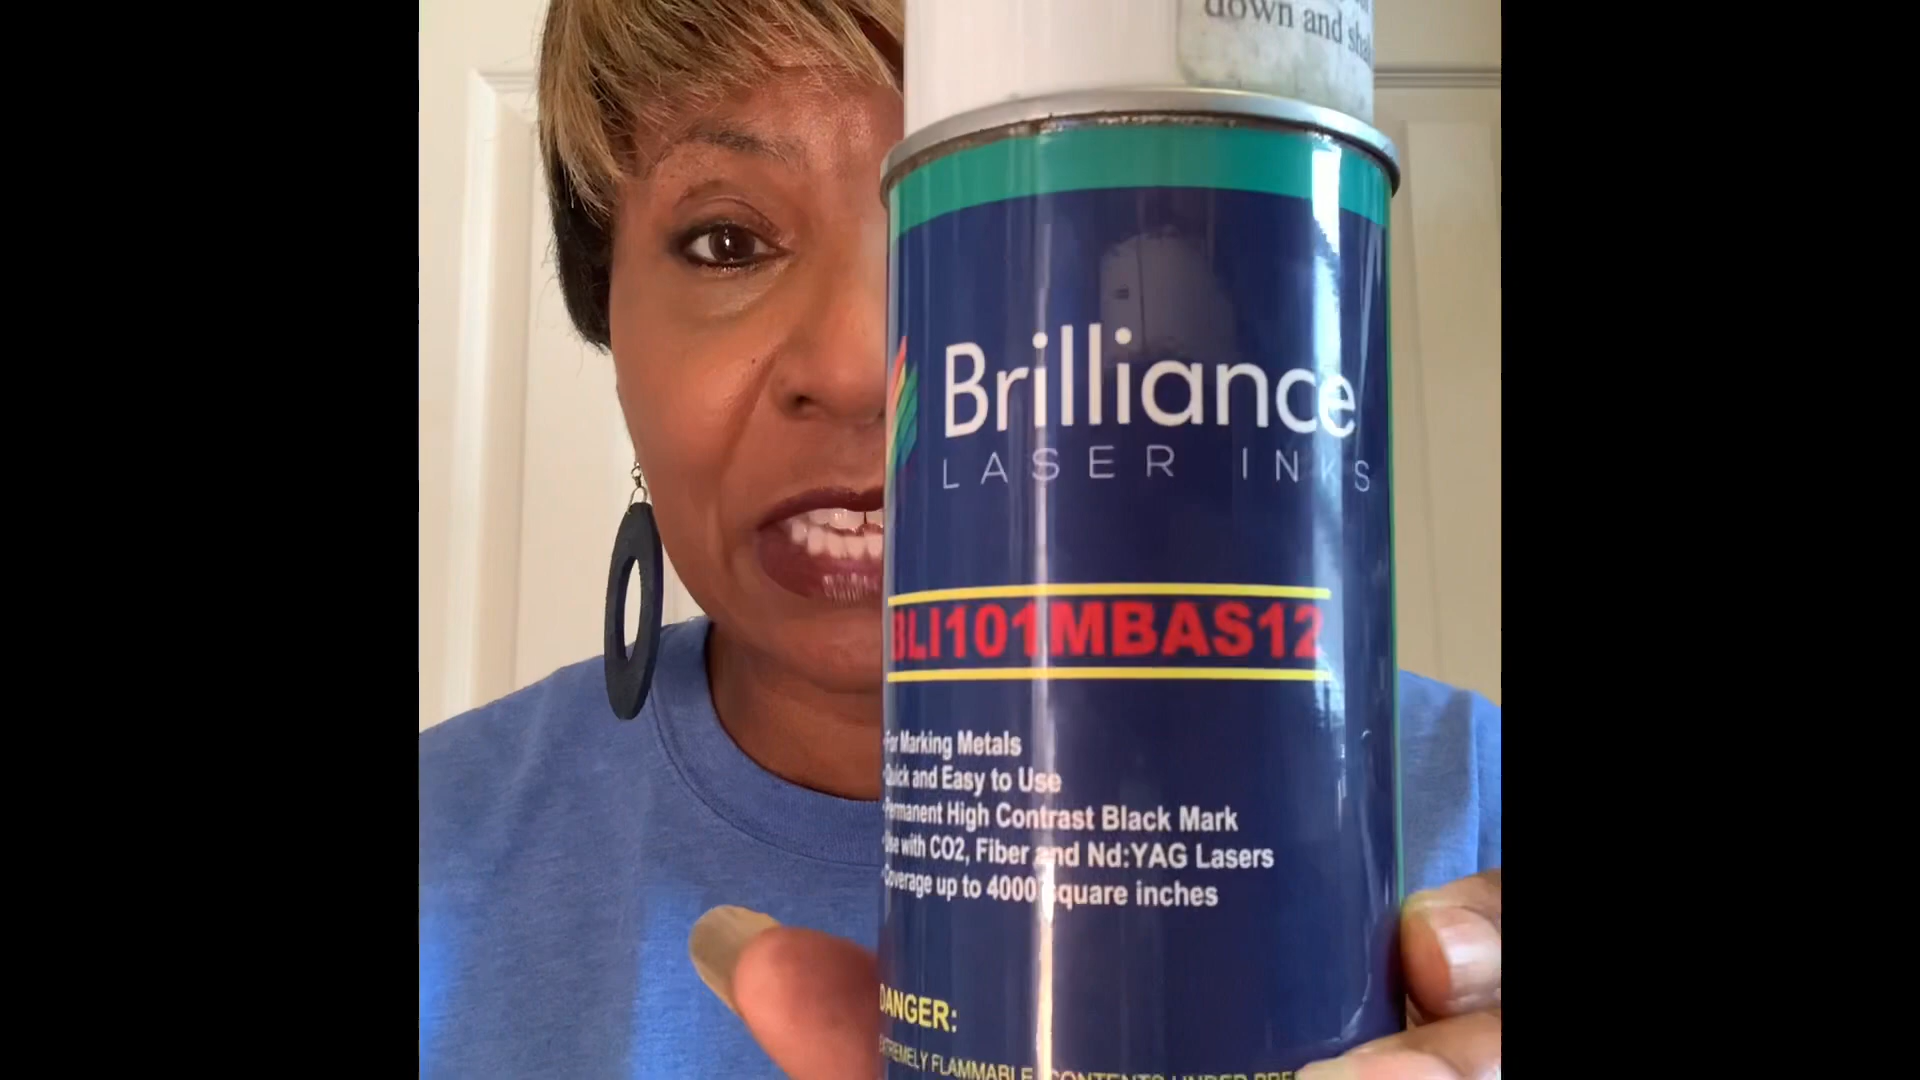 down and
Brilliance
LASER INKS
BLI101MBAS12
•For Marking Metals
•Quick and Easy to Use
•Permanent High Contrast Black Mark
•Use with CO2, Fiber and Nd:YAG Lasers
•Coverage up to 4000 square inches
DANGER:
EXTREMELY FLAMMABLE. CONTENTS UNDER